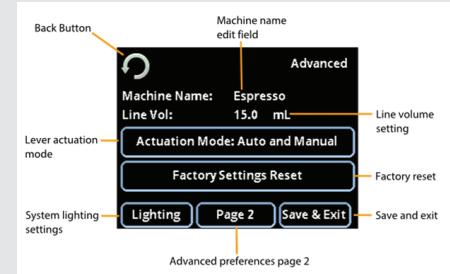 Machine name
edit field
Back Button
Advanced
Machine Name: Espresso
Line Vol: 15.0 mL
Line volume
setting
Lever actuation
mode
Actuation Mode: Auto and Manual
Factory Settings Reset
Factory reset
System lighting
settings
Lighting
Page 2
Save & Exit
Save and exit
Advanced preferences page 2